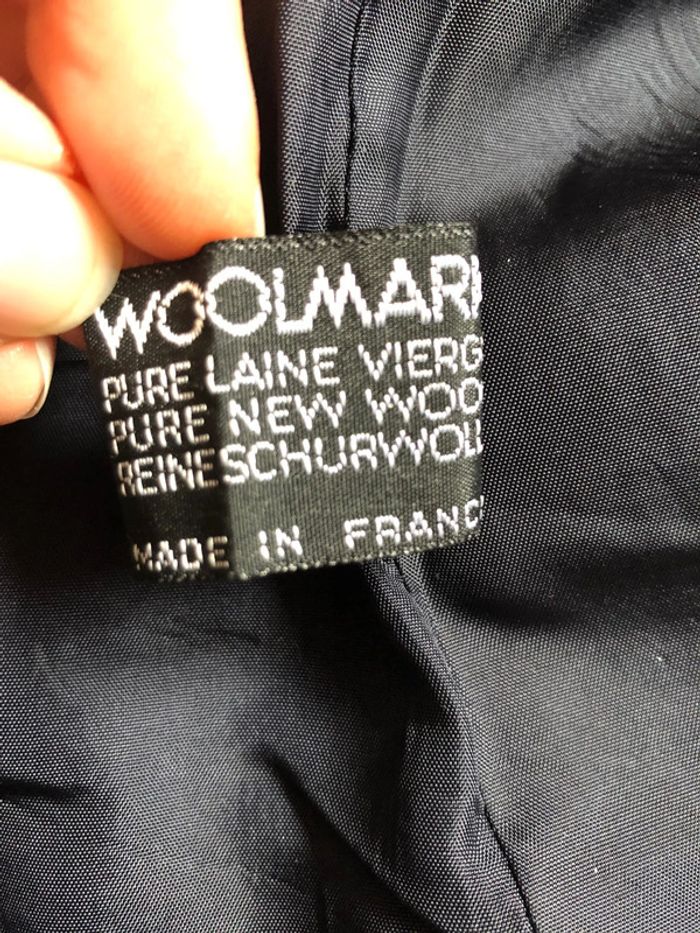 WOOLMAR
PURE LAINE VIERG
PURE NEW WOO
REINE SCHURWOL
MADE IN FRANC